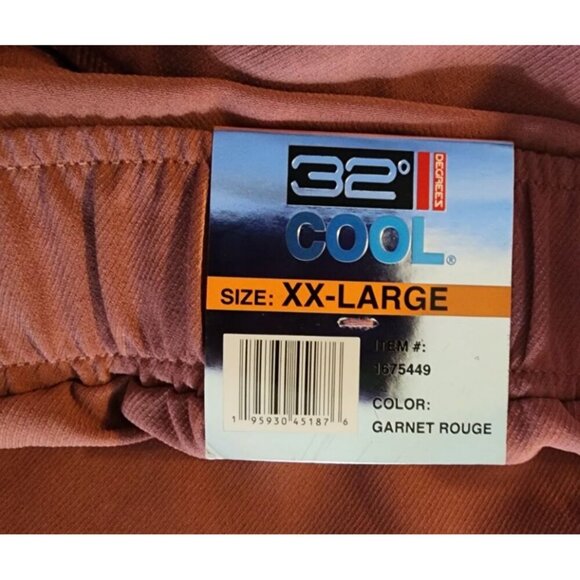 32°
DEGREES
COOL®
SIZE: XX-LARGE
ITEM #:
1675449
COLOR:
GARNET ROUGE
1 95930 45187 6